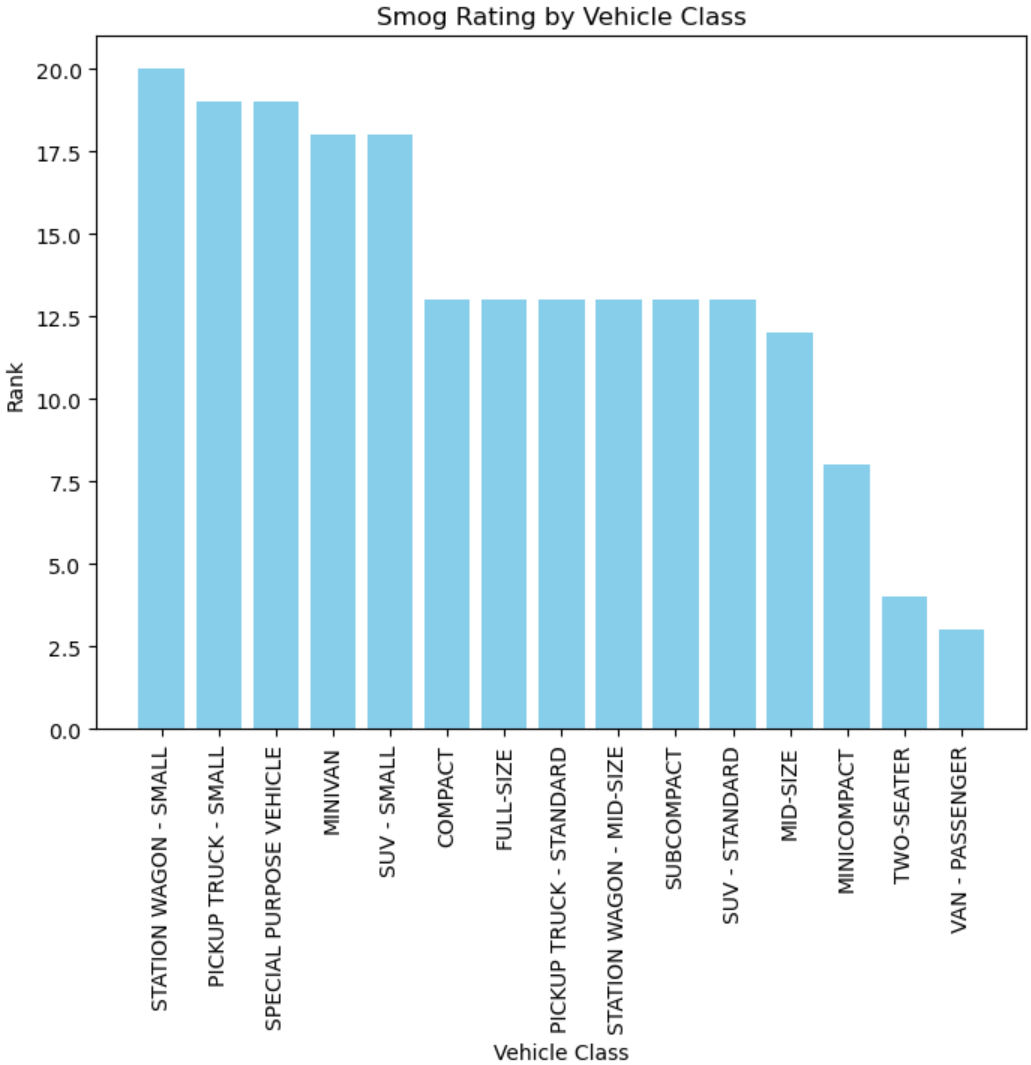 Smog Rating by Vehicle Class
Rank
20.0
17.5
15.0
12.5
10.0
7.5
5.0
2.5
0.0
STATION WAGON - SMALL
PICKUP TRUCK - SMALL
SPECIAL PURPOSE VEHICLE
MINIVAN
SUV - SMALL
COMPACT
FULL-SIZE
PICKUP TRUCK - STANDARD
STATION WAGON - MID-SIZE
SUBCOMPACT
SUV - STANDARD
MID-SIZE
MINICOMPACT
TWO-SEATER
VAN - PASSENGER
Vehicle Class